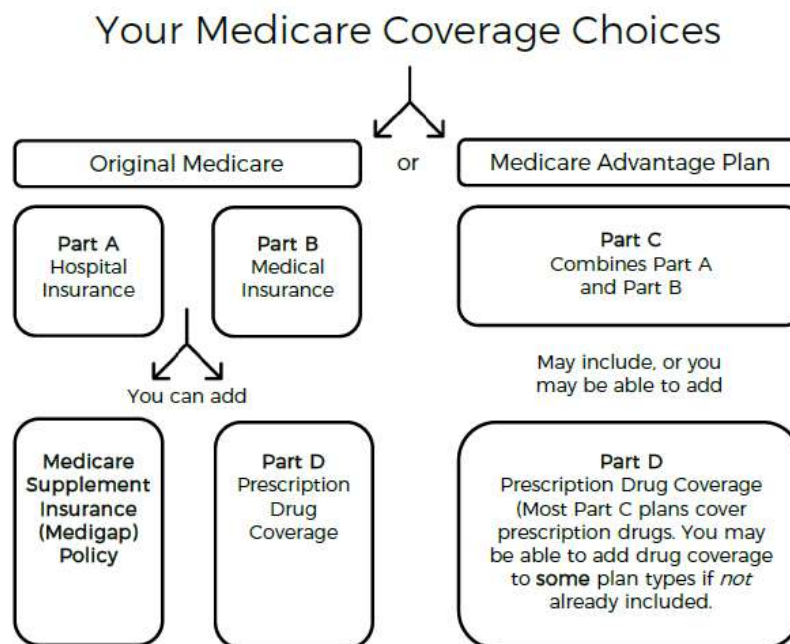 Your Medicare Coverage Choices
Original Medicare
or
Medicare Advantage Plan
Part A
Hospital
Insurance
Part B
Medical
Insurance
Part C
Combines Part A
and Part B
You can add
May include, or you
may be able to add
Medicare
Supplement
Insurance
(Medigap)
Policy
Part D
Prescription
Drug
Coverage
Part D
Prescription Drug Coverage
(Most Part C plans cover
prescription drugs. You may
be able to add drug coverage
to some plan types if not
already included.